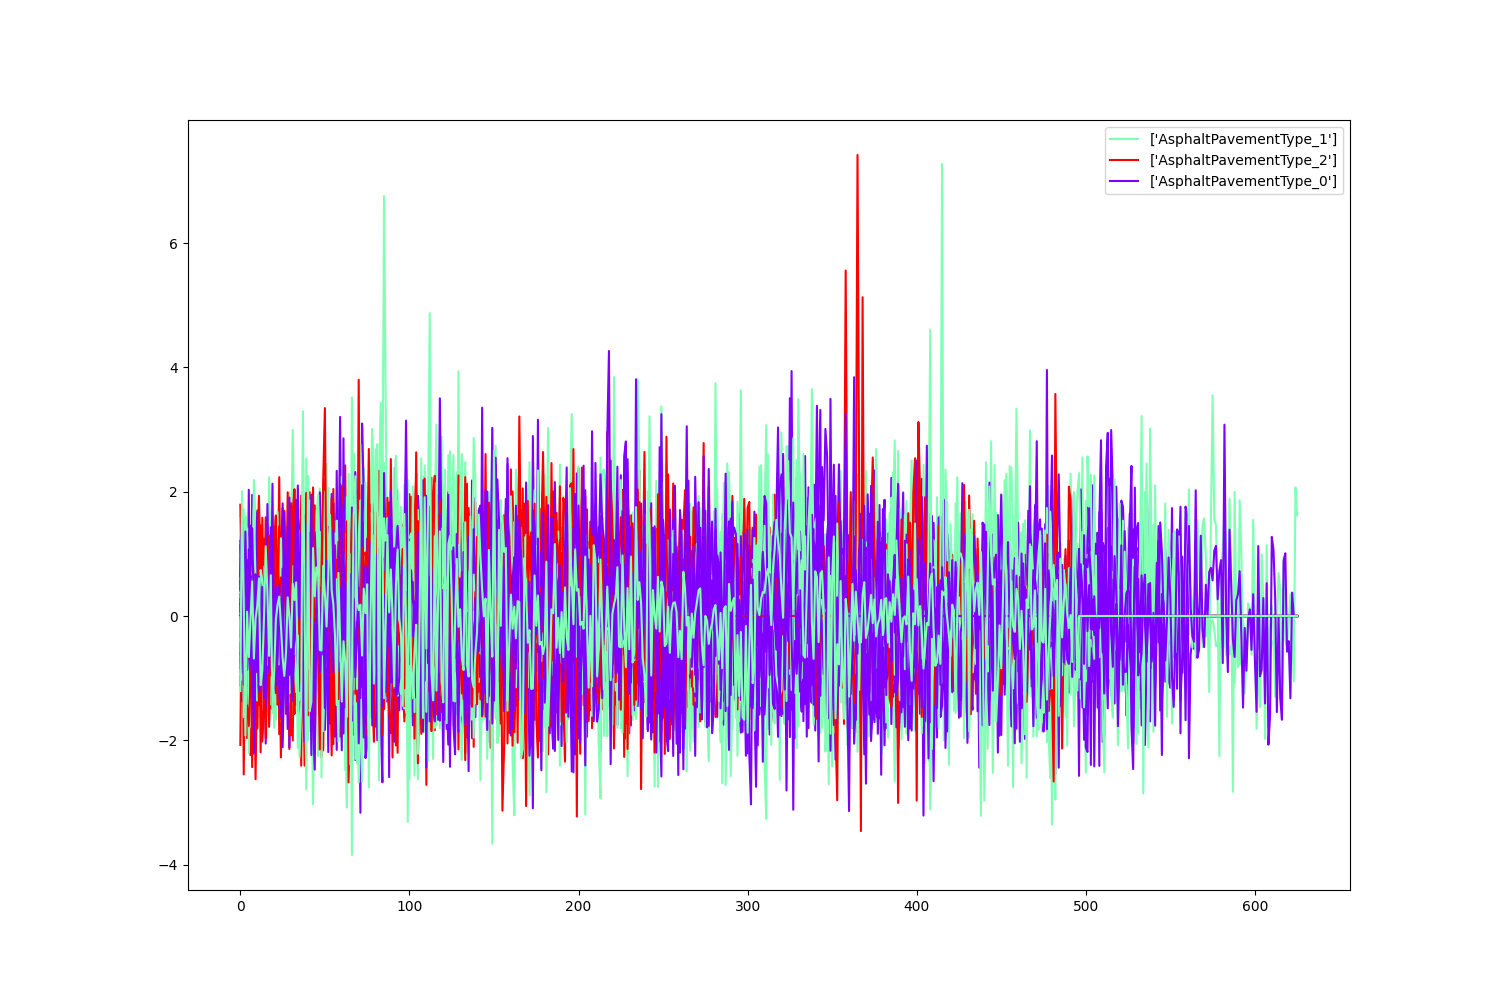 ['AsphaltPavementType_1']
['AsphaltPavementType_2']
['AsphaltPavementType_0']
6
4
2
0
−2
−4
0 100 200 300 400 500 600